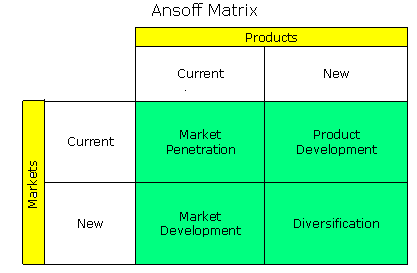 Ansoff Matrix
Products
Current
New
Markets
Current
Market
Penetration
Product
Development
New
Market
Development
Diversification